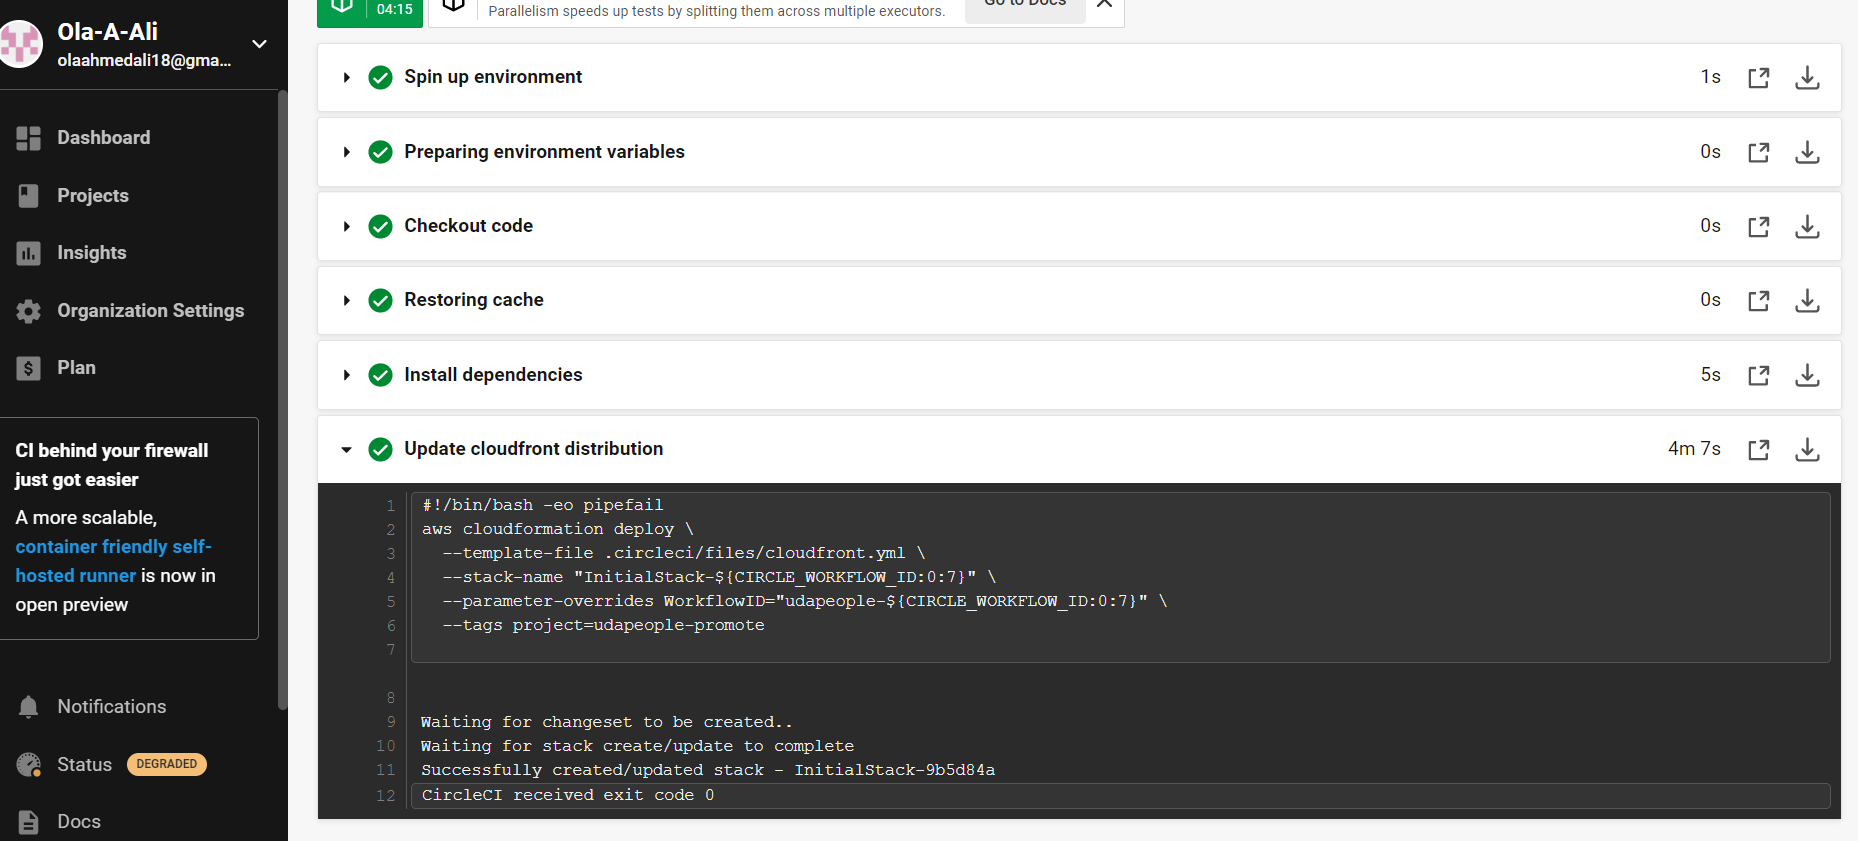 Ola-A-Ali
olaahmedali18@gma...
Dashboard
Projects
Insights
Organization Settings
Plan
CI behind your firewall
just got easier
A more scalable,
container friendly self-
hosted runner is now in
open preview
Notifications
Status DEGRADED
Docs
04:15
Parallelism speeds up tests by splitting them across multiple executors.
Go to Docs
Spin up environment 1s
Preparing environment variables 0s
Checkout code 0s
Restoring cache 0s
Install dependencies 5s
Update cloudfront distribution 4m 7s
1 #!/bin/bash -eo pipefail
2 aws cloudformation deploy \
3 --template-file .circleci/files/cloudfront.yml \
4 --stack-name "InitialStack-${CIRCLE_WORKFLOW_ID:0:7}" \
5 --parameter-overrides WorkflowID="udapeople-${CIRCLE_WORKFLOW_ID:0:7}" \
6 --tags project=udapeople-promote
7
8
9 Waiting for changeset to be created..
10 Waiting for stack create/update to complete
11 Successfully created/updated stack - InitialStack-9b5d84a
12 CircleCI received exit code 0